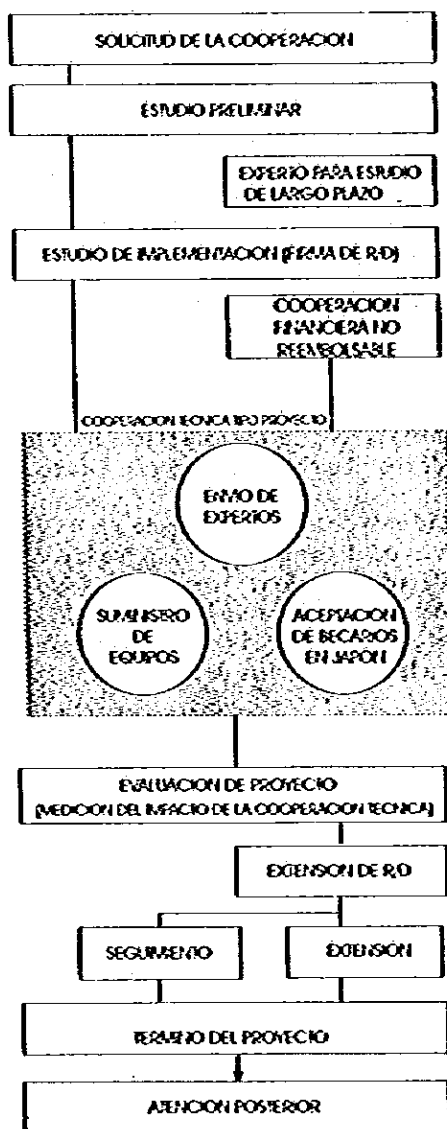 SOLICITUD DE LA COOPERACION
ESTUDIO PRELIMINAR
EXPERTO PARA ESTUDIO
DE LARGO PLAZO
ESTUDIO DE IMPLEMENTACION (FIRMA DE R/D)
COOPERACION
FINANCIERA NO
REEMBOLSABLE
COOPERACION TECNICA TIPO PROYECTO
ENVIO DE
EXPERTOS
SUMINISTRO
DE
EQUIPOS
ACEPTACION
DE BECARIOS
EN JAPON
EVALUACION DE PROYECTO
(MEDICION DEL IMPACTO DE LA COOPERACION TECNICA)
EXTENSION DE R/D
SEGUIMIENTO
EXTENSION
TERMINO DEL PROYECTO
ATENCION POSTERIOR